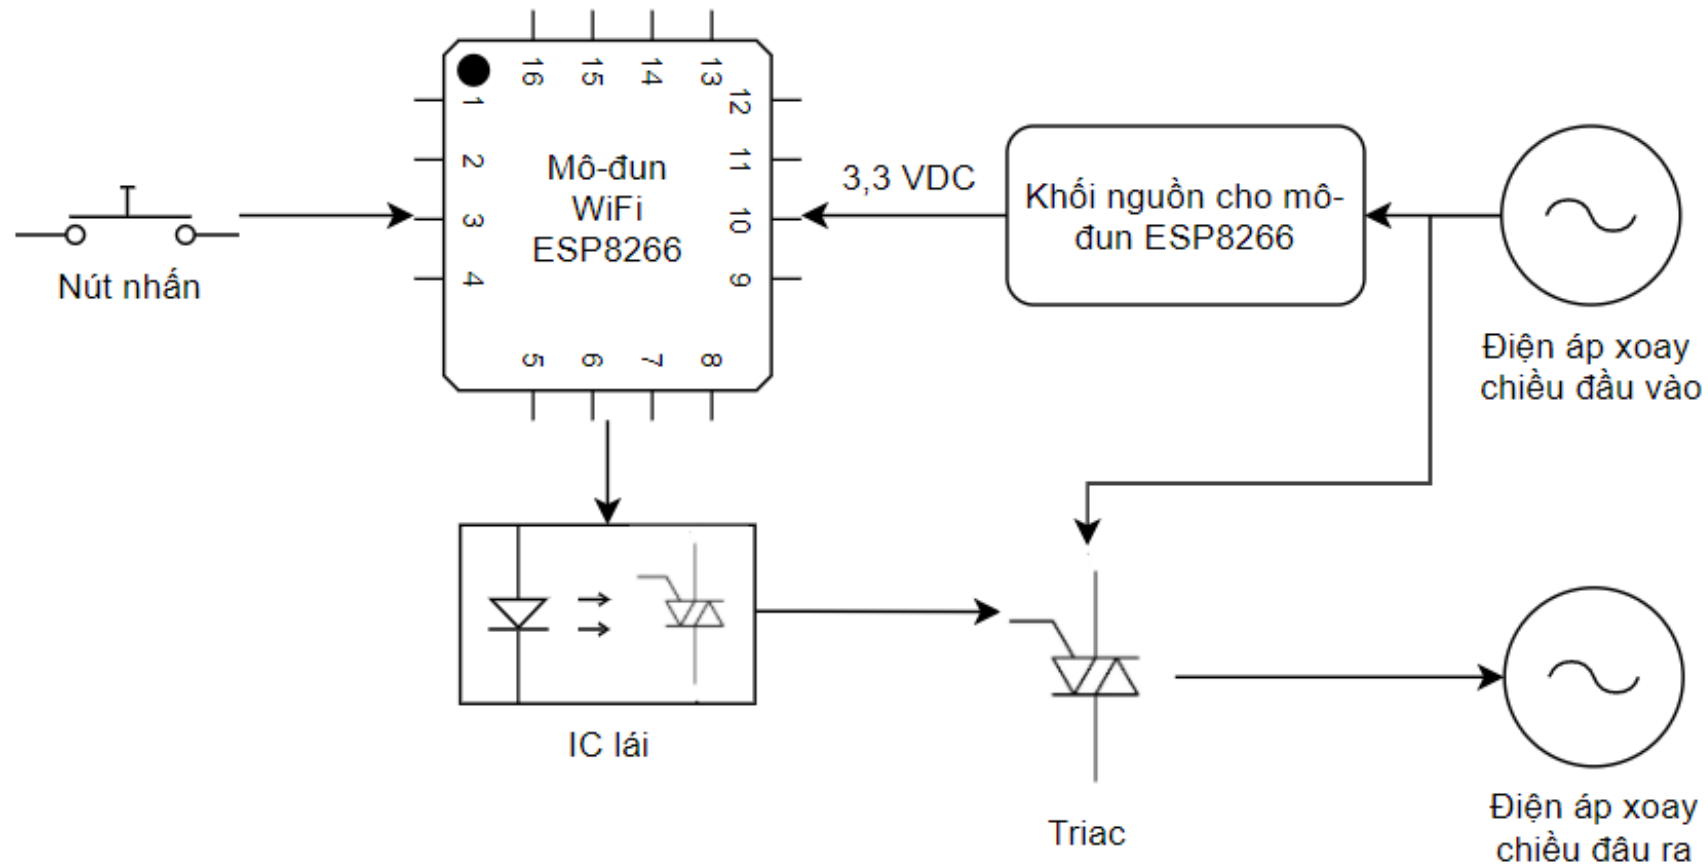 16
15
14
13
1
2
3
4
12
11
10
9
5
6
7
8
Mô-đun
WiFi
ESP8266
Nút nhấn
3,3 VDC
Khối nguồn cho mô-
đun ESP8266
Điện áp xoay
chiều đầu vào
IC lái
Triac
Điện áp xoay
chiều đâu ra